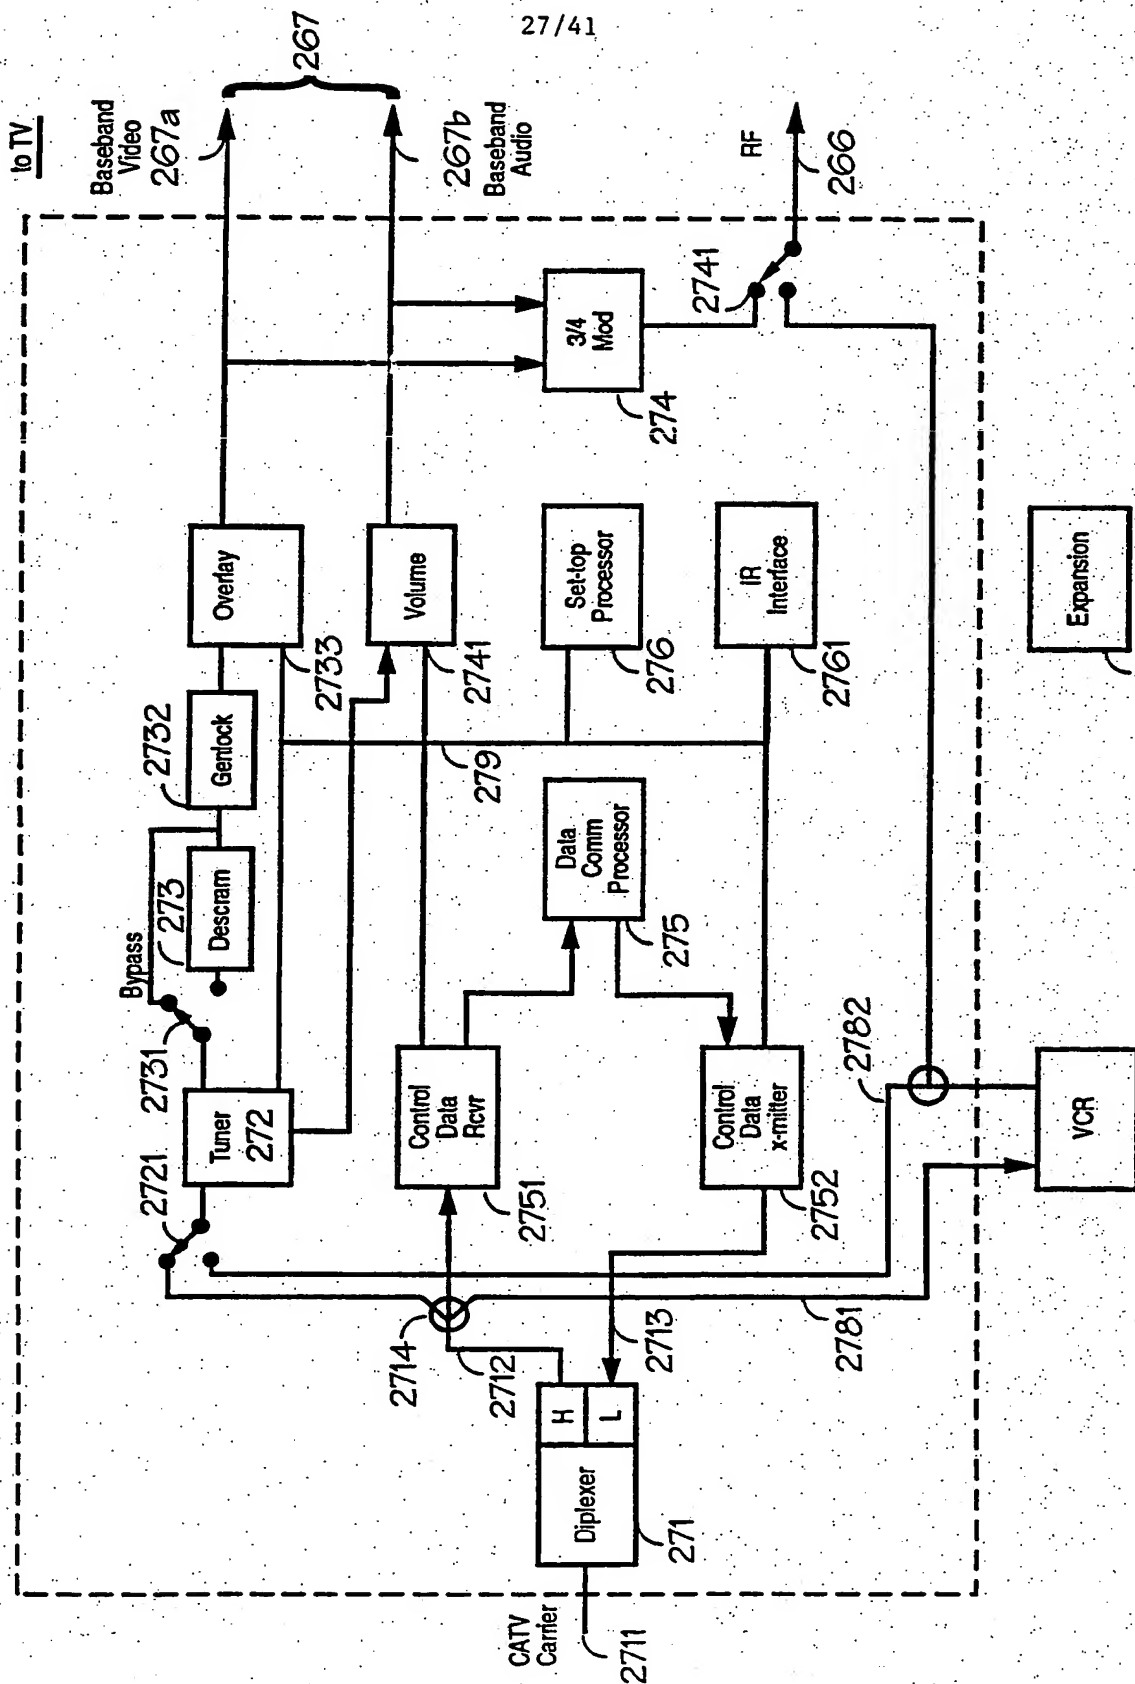 27/41
to TV
Baseband
Video
267a
267
267b
Baseband
Audio
RF
266
2741
3/4
Mod
274
Overlay
2733
Volume
2741
Set-top
Processor
276
IR
Interface
2761
Expansion
Genlock
2732
279
Bypass
273
Descram
2731
Data
Comm
Processor
275
Tuner
272
2721
Control
Data
Rcvr
2751
Control
Data
x-mitter
2752
2782
VCR
2714
2712
2713
2781
H
L
Diplexer
271
CATV
Carrier
2711